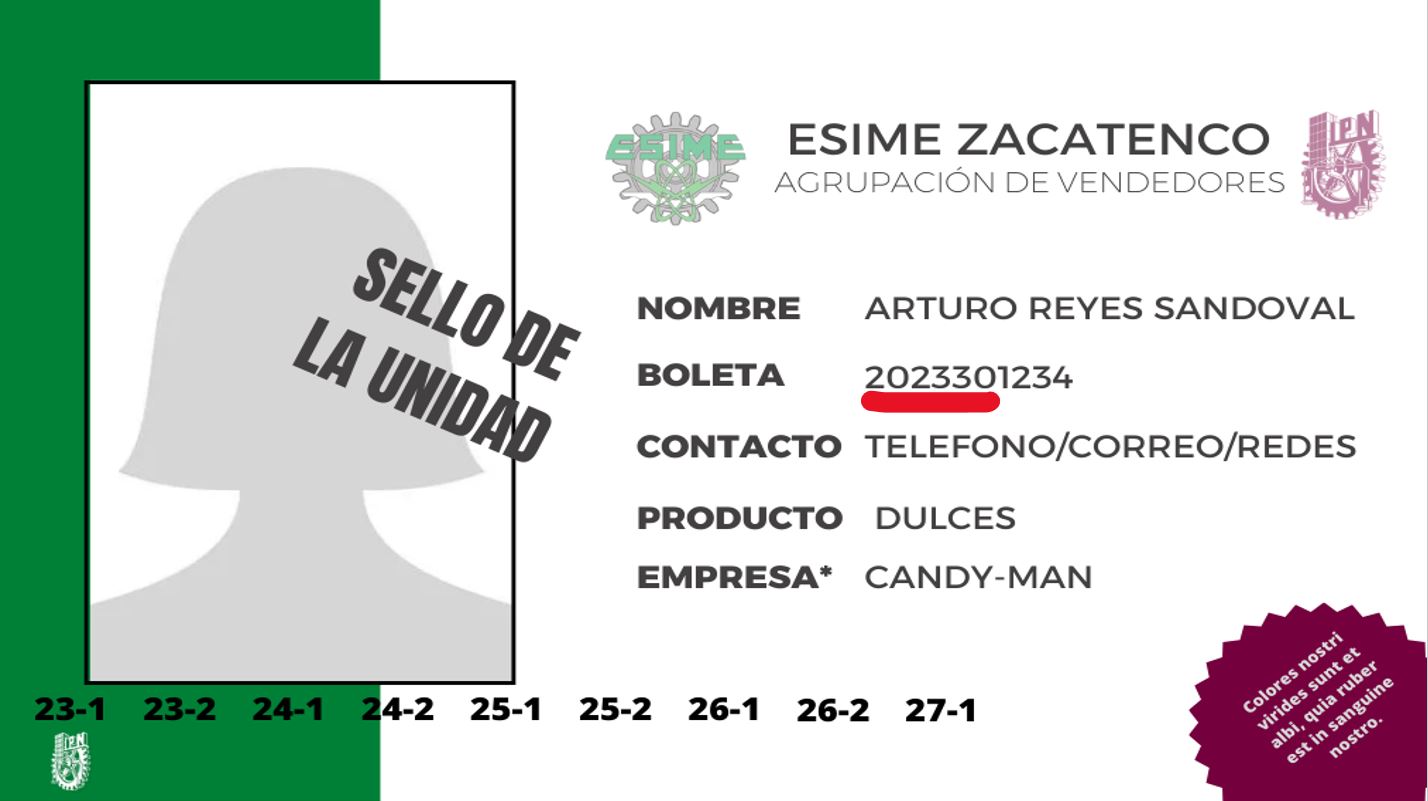 ESIME
ESIME ZACATENCO
AGRUPACIÓN DE VENDEDORES
IPN
SELLO DE
LA UNIDAD
NOMBRE ARTURO REYES SANDOVAL
BOLETA 2023301234
CONTACTO TELEFONO/CORREO/REDES
PRODUCTO DULCES
EMPRESA* CANDY-MAN
23-1 23-2 24-1 24-2 25-1 25-2 26-1 26-2 27-1
IPN
Colores nostri
virides sunt et
albi, quia ruber
est in sanguine
nostro.